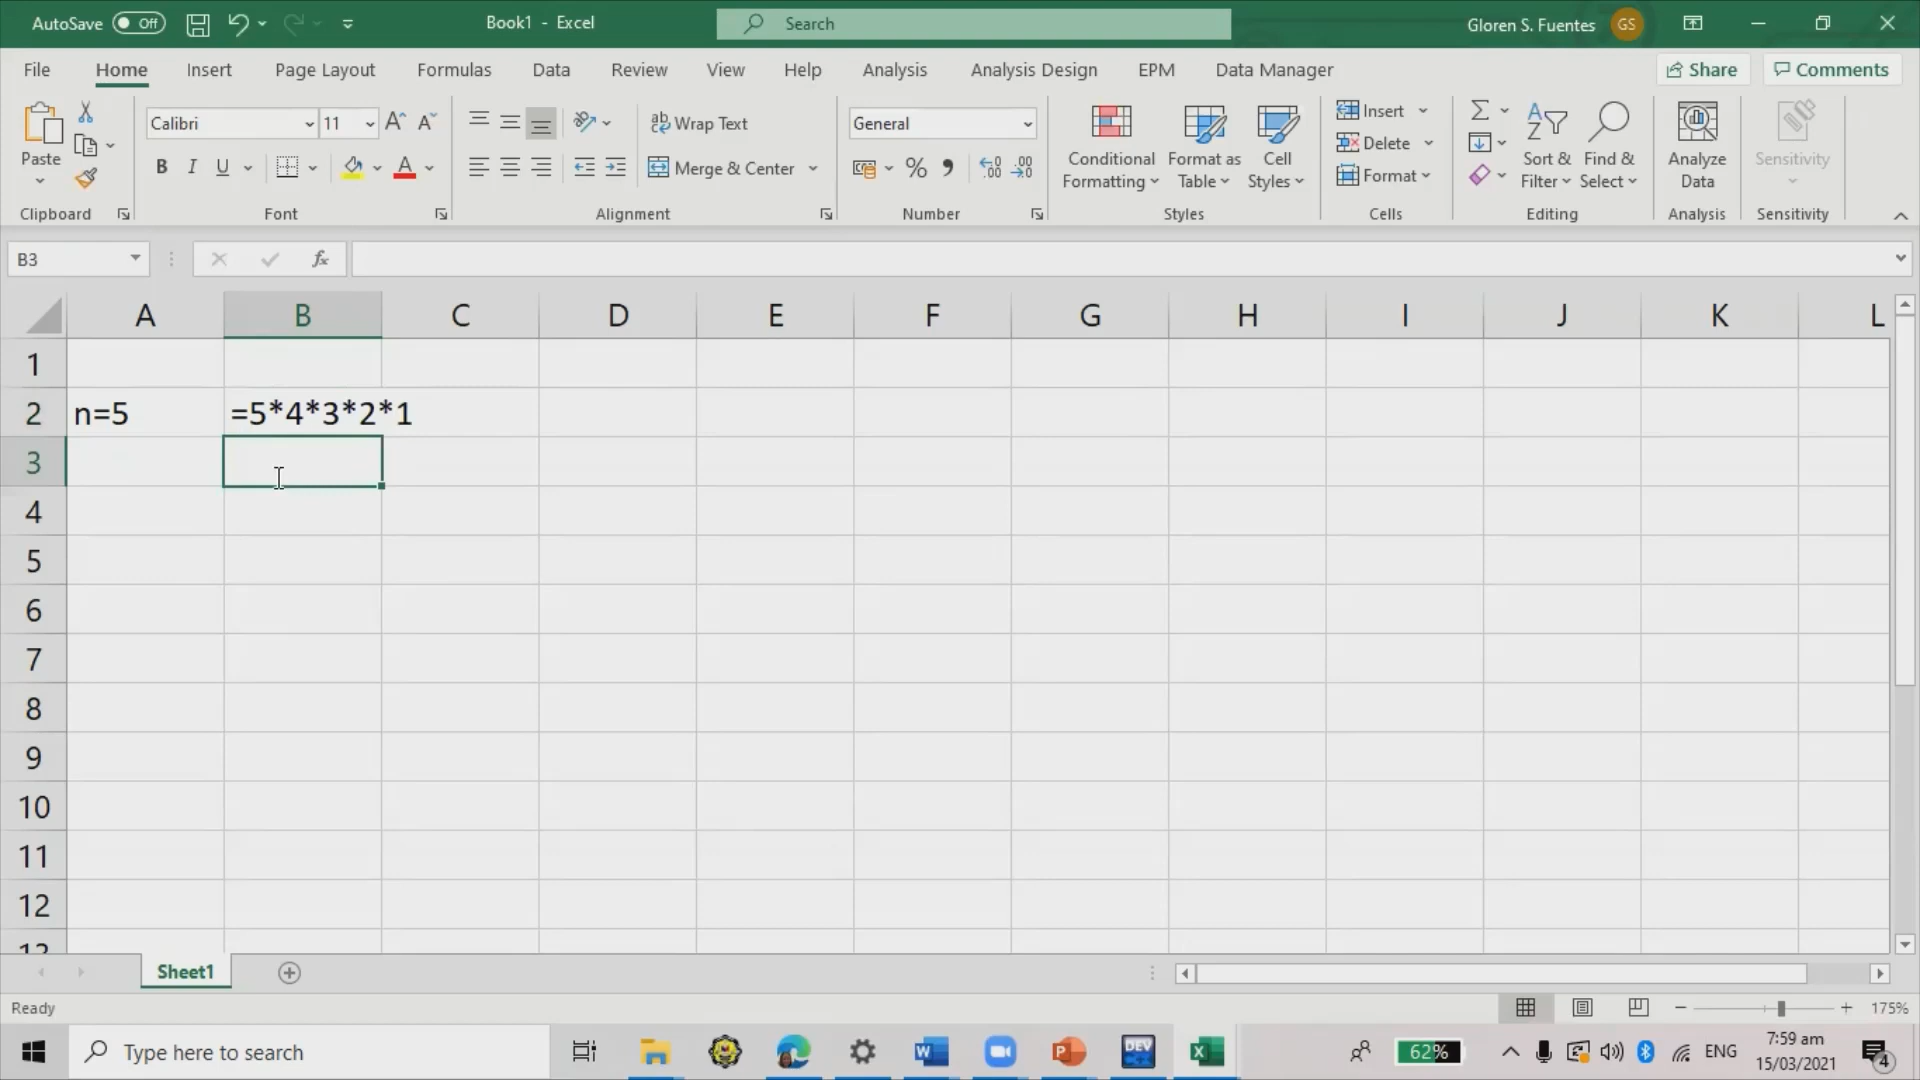 AutoSave Off Book1 - Excel Search Gloren S. Fuentes GS
File Home Insert Page Layout Formulas Data Review View Help Analysis Analysis Design EPM Data Manager Share Comments
Paste
Calibri 11
B I U
Wrap Text
Merge & Center
General
Conditional Formatting
Format as Table
Cell Styles
Insert
Delete
Format
Sort & Filter
Find & Select
Analyze Data
Sensitivity
Clipboard Font Alignment Number Styles Cells Editing Analysis Sensitivity
B3 fx
A B C D E F G H I J K L
1
2 n=5 =5*4*3*2*1
3
4
5
6
7
8
9
10
11
12
13
Sheet1
Ready 175%
Type here to search 62% ENG 7:59 am
15/03/2021 4